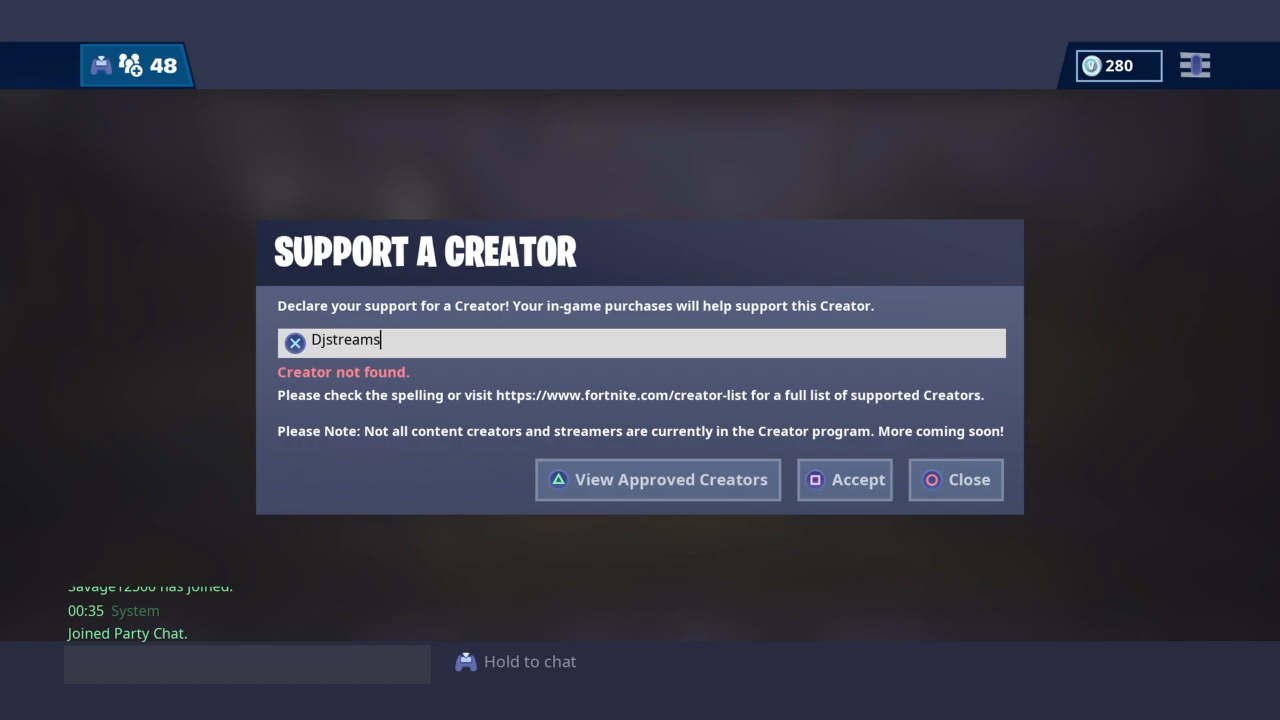 48
280
SUPPORT A CREATOR
Declare your support for a Creator! Your in-game purchases will help support this Creator.
Djstreams
Creator not found.
Please check the spelling or visit https://www.fortnite.com/creator-list for a full list of supported Creators.
Please Note: Not all content creators and streamers are currently in the Creator program. More coming soon!
View Approved Creators
Accept
Close
has joined.
00:35 System
Joined Party Chat.
Hold to chat